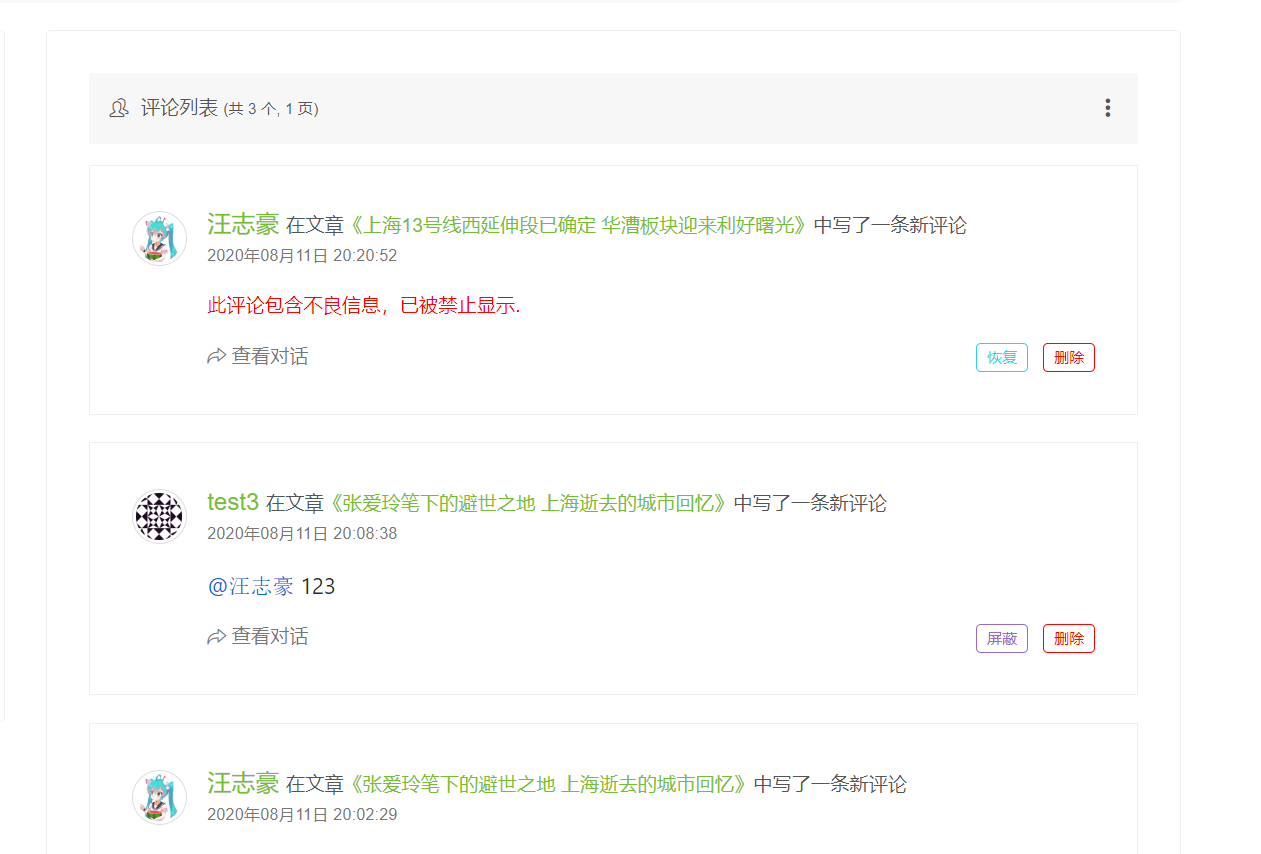 评论列表 (共 3 个, 1 页)
汪志豪 在文章《上海13号线西延伸段已确定 华漕板块迎来利好曙光》中写了一条新评论
2020年08月11日 20:20:52
此评论包含不良信息，已被禁止显示.
查看对话
恢复 删除
test3 在文章《张爱玲笔下的避世之地 上海逝去的城市回忆》中写了一条新评论
2020年08月11日 20:08:38
@汪志豪 123
查看对话
屏蔽 删除
汪志豪 在文章《张爱玲笔下的避世之地 上海逝去的城市回忆》中写了一条新评论
2020年08月11日 20:02:29